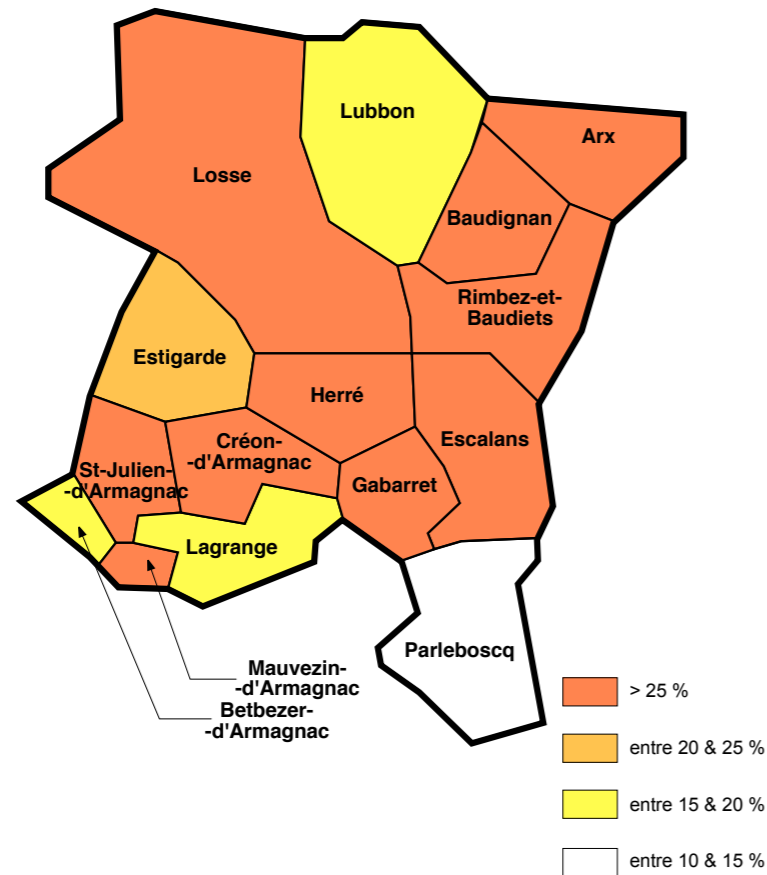 Lubbon
Arx
Losse
Baudignan
Rimbez-et-
Baudiets
Estigarde
Herré
Escalans
Créon-
-d'Armagnac
St-Julien-
-d'Armagnac
Gabarret
Lagrange
Parleboscq
Mauvezin-
-d'Armagnac
Betbezer-
-d'Armagnac
> 25 %
entre 20 & 25 %
entre 15 & 20 %
entre 10 & 15 %